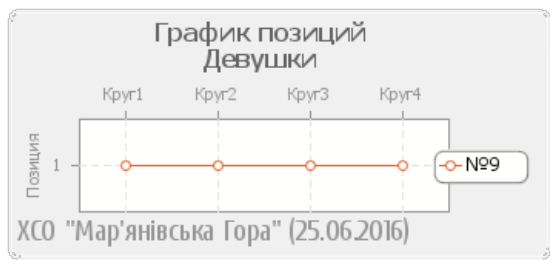 График позиций
Девушки
Круг1 Круг2 Круг3 Круг4
Позиция
1
№9
ХСО "Мар'янівська Гора" (25.06.2016)